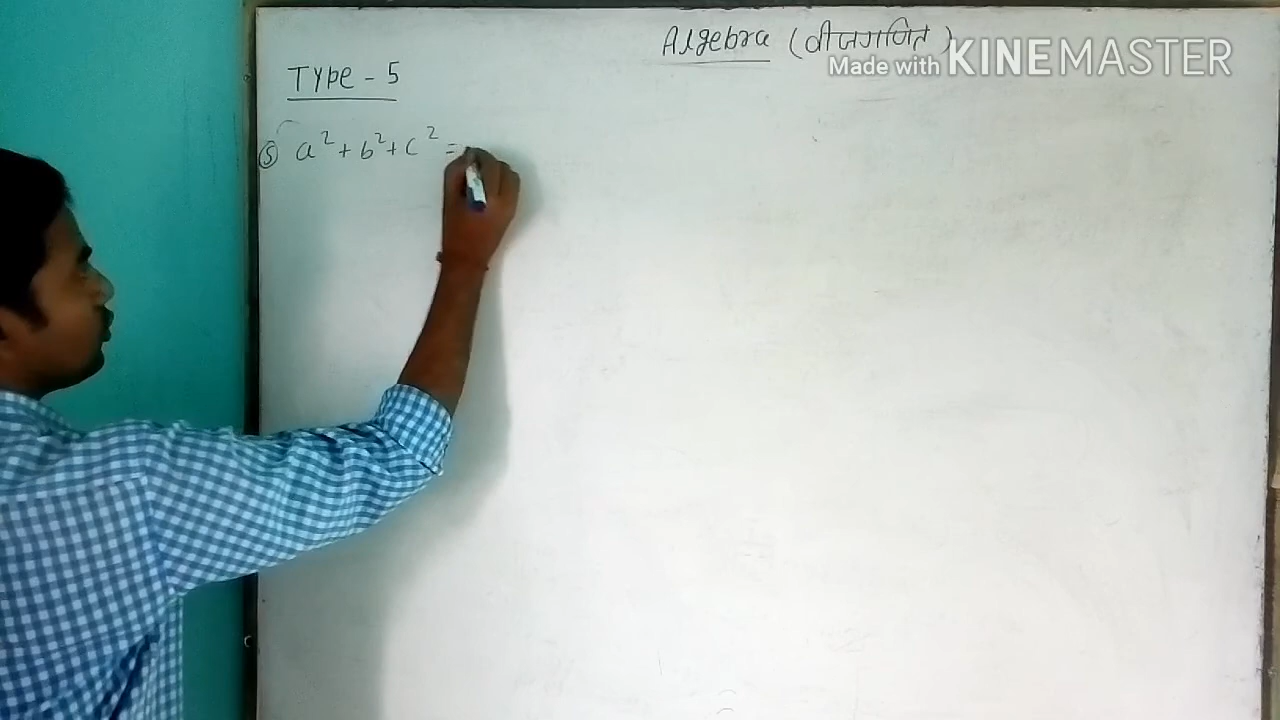 Algebra (वीजगणित)
Made with KINEMASTER
Type - 5
⑤ a² + b² + c² =